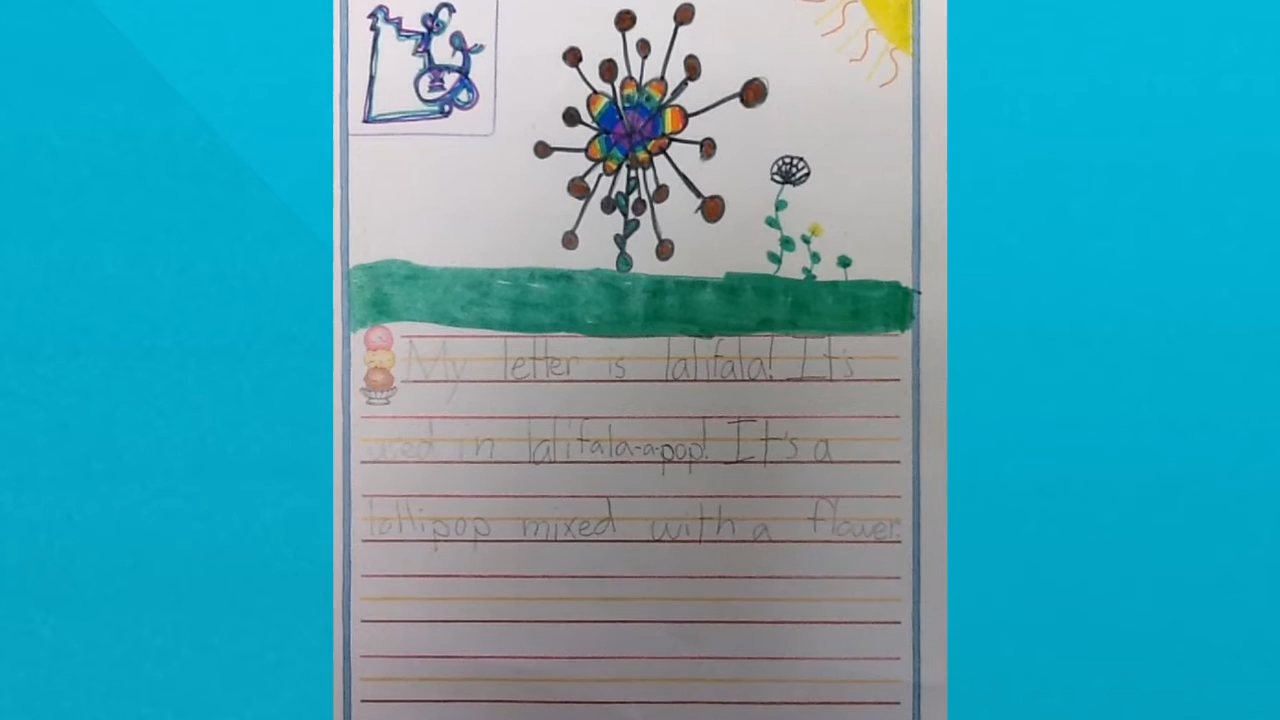 My letter is lalifala! It's
used in lalifala-a-pop! It's a
lollipop mixed with a flower.